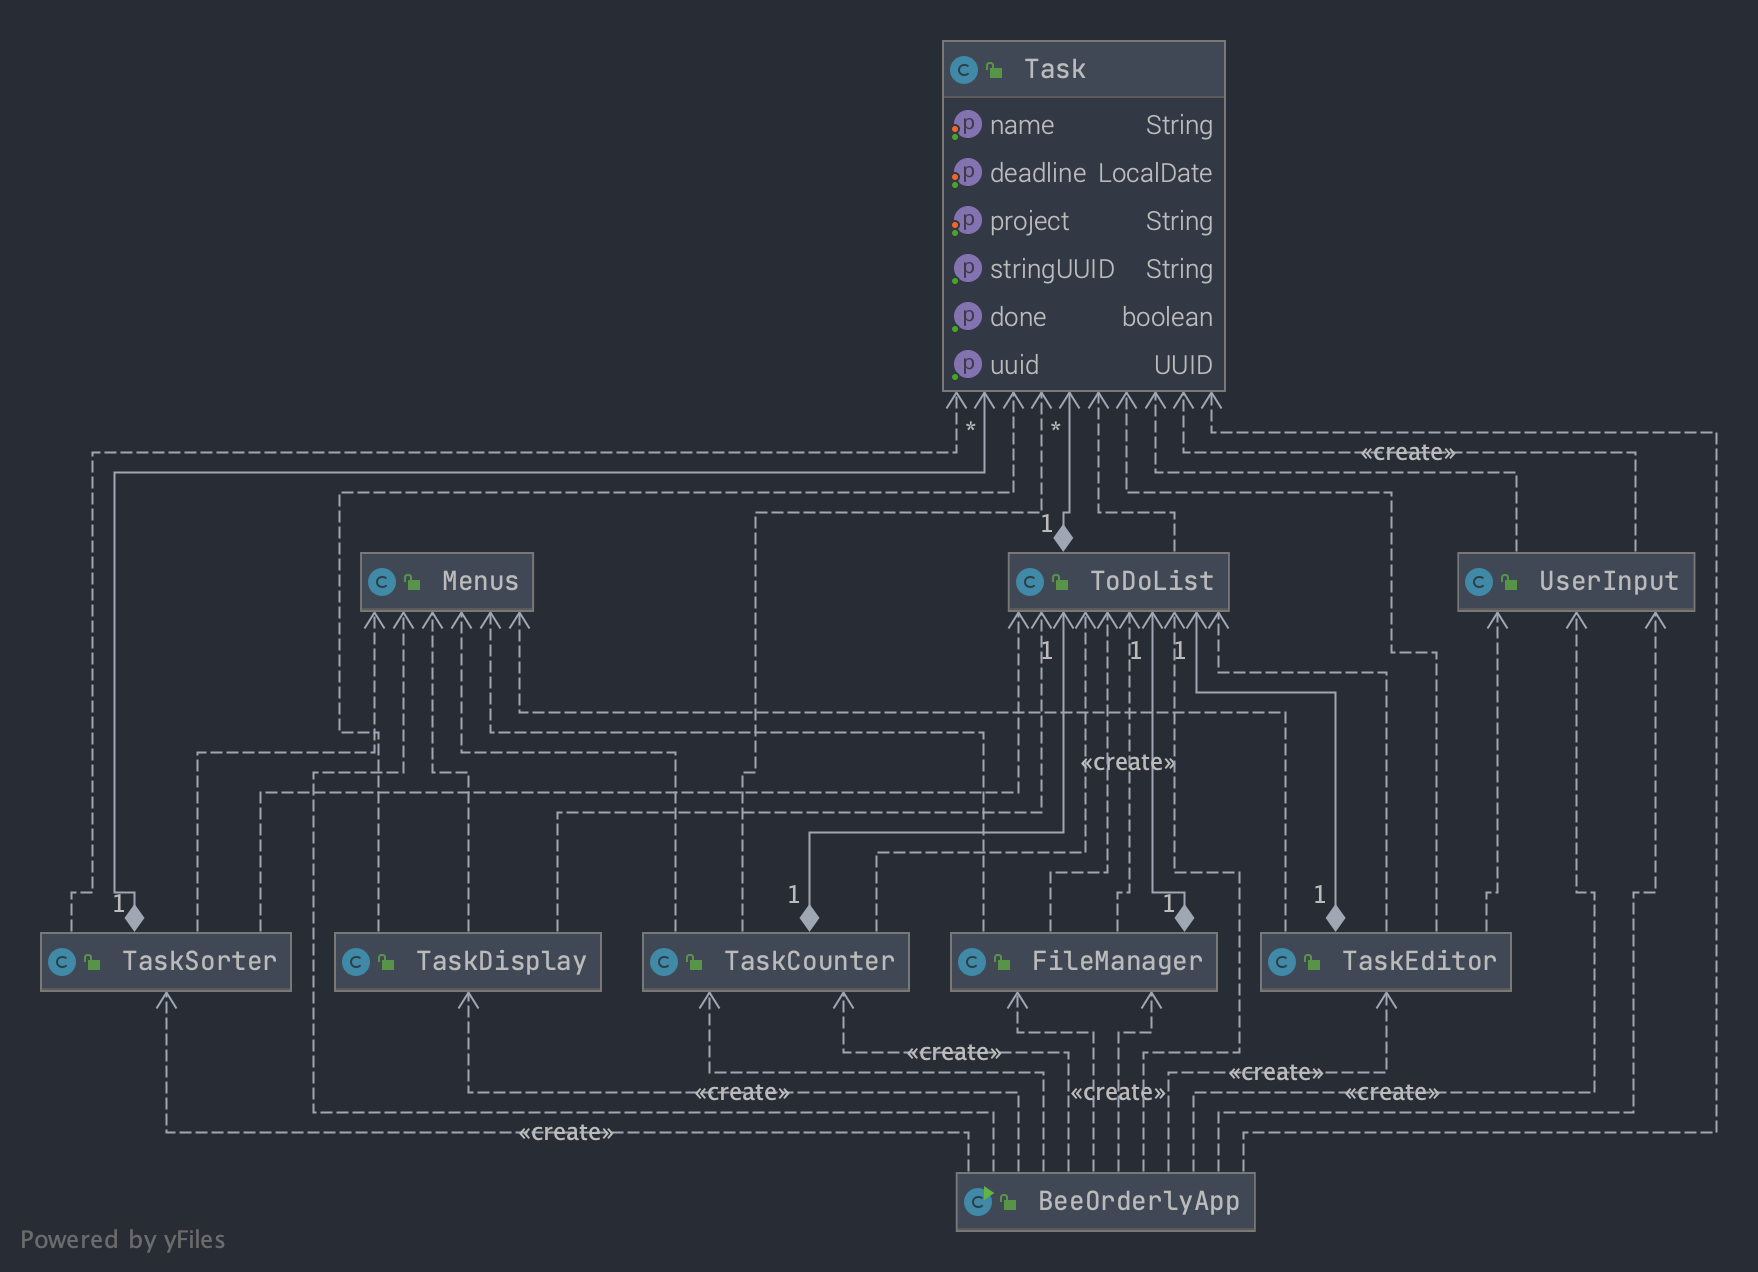 Task
name String
deadline LocalDate
project String
stringUUID String
done boolean
uuid UUID
* *
«create»
1
Menus ToDoList UserInput
1 1 1
«create»
1 1 1 1
TaskSorter TaskDisplay TaskCounter FileManager TaskEditor
«create»
«create»
«create» «create» «create»
«create»
BeeOrderlyApp
Powered by yFiles